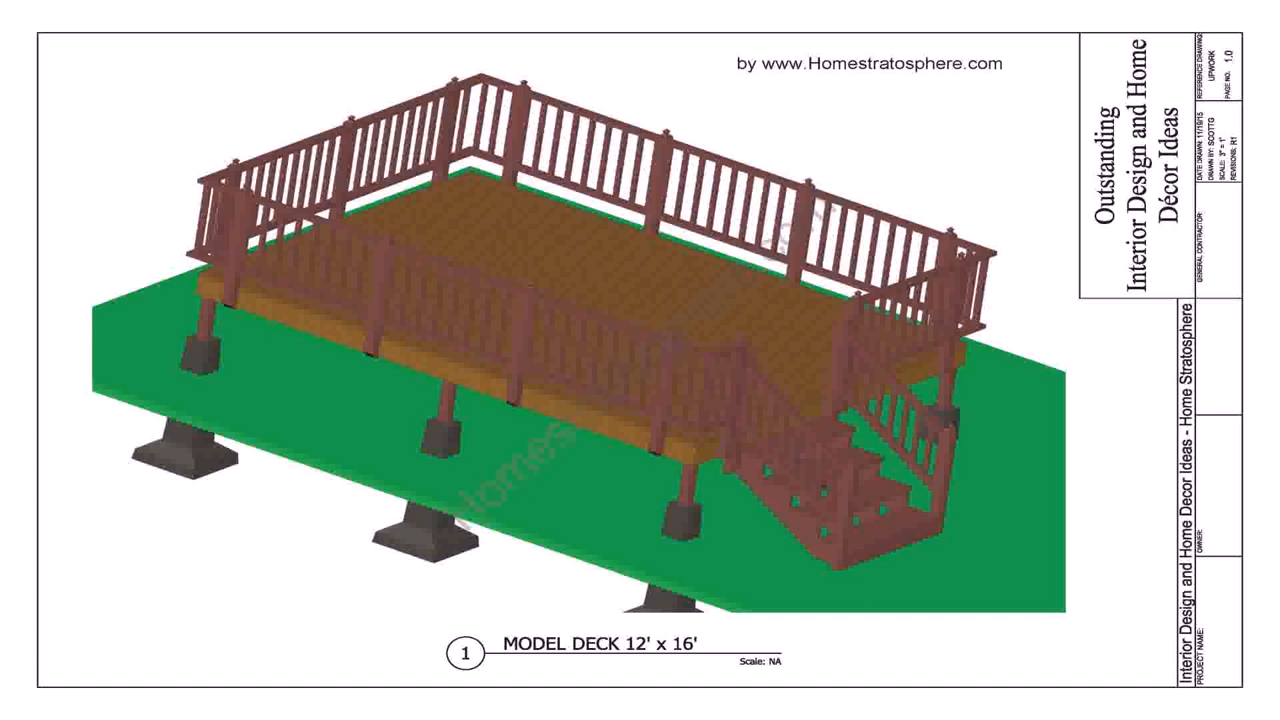 by www.Homestratosphere.com
Outstanding
Interior Design and Home
Décor Ideas
REFERENCE DRAWING:
UPWORK
PAGE NO. 1.0
DATE DRAWN: 11/19/15
DRAWN BY: SCOTTG
SCALE: 3" = 1'
REVISIONS: R1
GENERAL CONTRACTOR:
OWNER:
PROJECT NAME:
Interior Design and Home Decor Ideas - Home Stratosphere
1
MODEL DECK 12' x 16'
Scale: NA